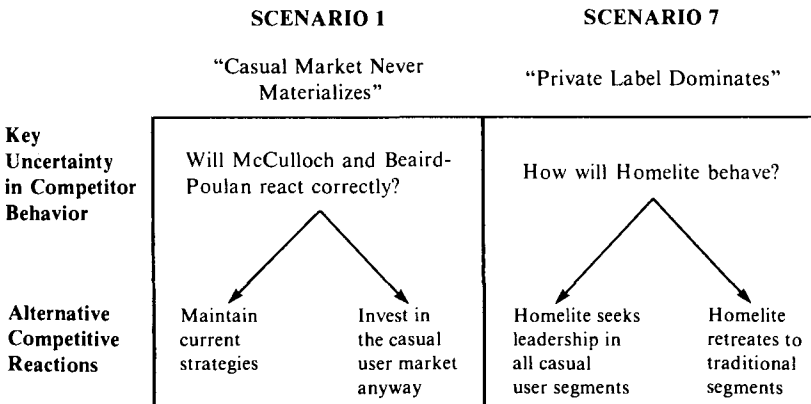 SCENARIO 1
SCENARIO 7
“Casual Market Never
Materializes”
“Private Label Dominates”
Key
Uncertainty
in Competitor
Behavior
Will McCulloch and Beaird-
Poulan react correctly?
How will Homelite behave?
Alternative
Competitive
Reactions
Maintain
current
strategies
Invest in
the casual
user market
anyway
Homelite seeks
leadership in
all casual
user segments
Homelite
retreates to
traditional
segments